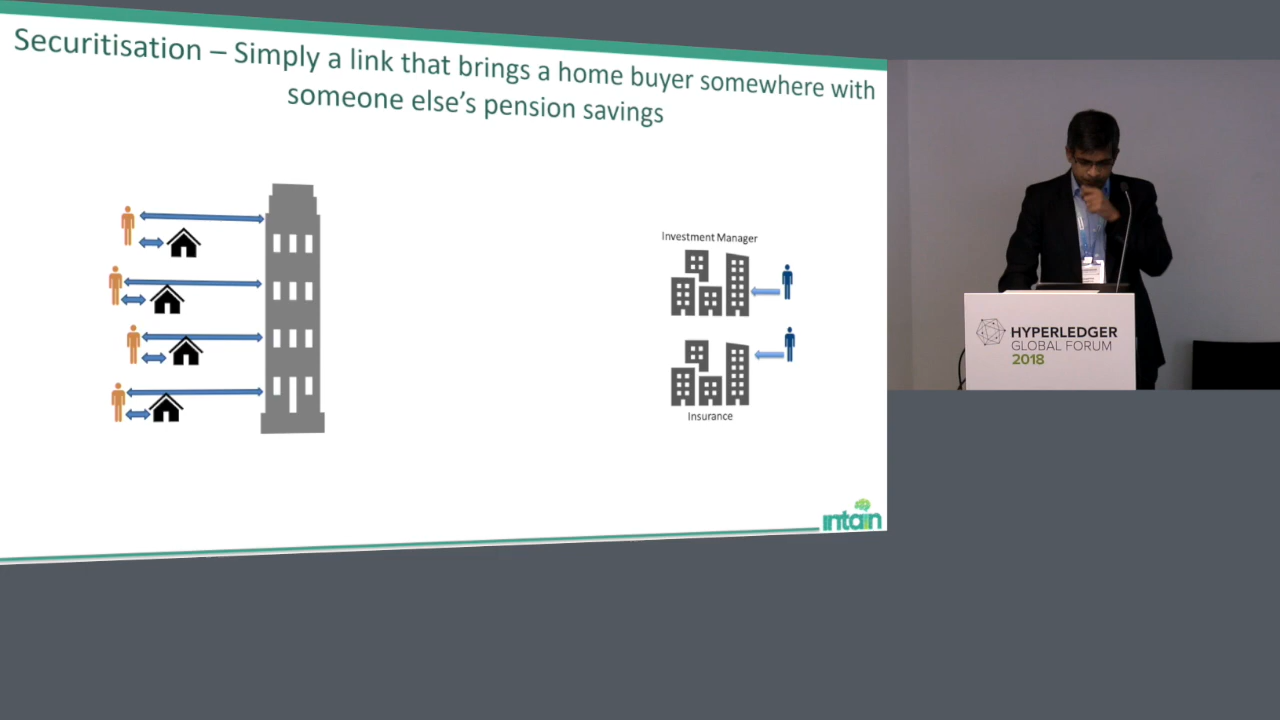 Securitisation – Simply a link that brings a home buyer somewhere with
someone else's pension savings
Investment Manager
Insurance
intain
HYPERLEDGER
GLOBAL FORUM
2018